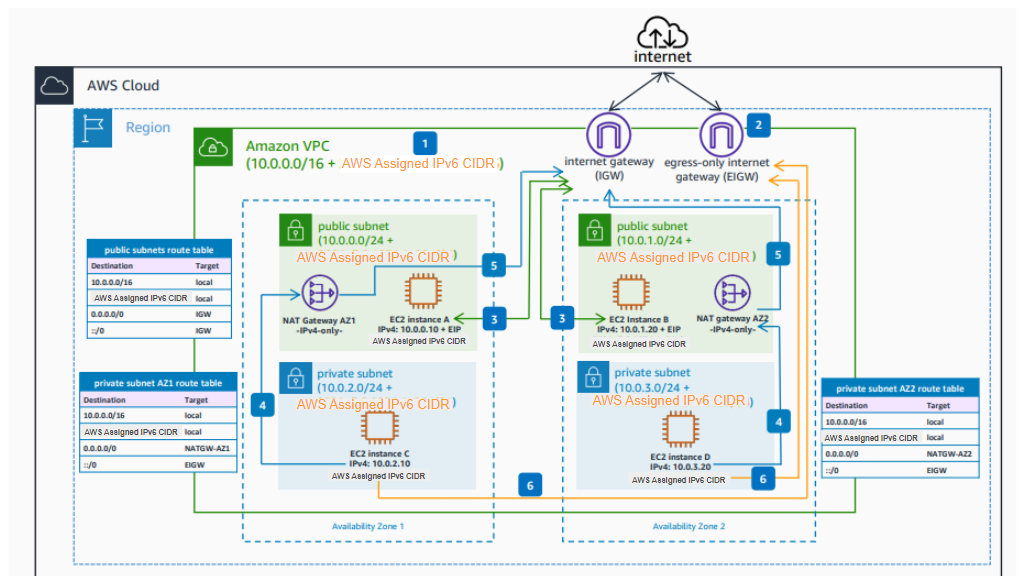 internet
AWS Cloud
Region
Amazon VPC
(10.0.0.0/16 + AWS Assigned IPv6 CIDR )
1
2
internet gateway
(IGW)
egress-only internet
gateway (EIGW)
public subnet
(10.0.0.0/24 +
AWS Assigned IPv6 CIDR )
NAT Gateway AZ1
-IPv4-only-
EC2 instance A
IPv4: 10.0.0.10 + EIP
AWS Assigned IPv6 CIDR
5
3
public subnet
(10.0.1.0/24 +
AWS Assigned IPv6 CIDR )
EC2 Instance B
IPv4: 10.0.1.20 + EIP
AWS Assigned IPv6 CIDR
NAT gateway AZ2
-IPv4-only-
5
3
private subnet
(10.0.2.0/24 +
AWS Assigned IPv6 CIDR )
EC2 instance C
IPv4: 10.0.2.10
AWS Assigned IPv6 CIDR
4
6
private subnet
(10.0.3.0/24 +
AWS Assigned IPv6 CIDR )
EC2 instance D
IPv4: 10.0.3.20
AWS Assigned IPv6 CIDR
4
6
Availability Zone 1
Availability Zone 2
public subnets route table
Destination Target
10.0.0.0/16 local
AWS Assigned IPv6 CIDR local
0.0.0.0/0 IGW
::/0 IGW
private subnet AZ1 route table
Destination Target
10.0.0.0/16 local
AWS Assigned IPv6 CIDR local
0.0.0.0/0 NATGW-AZ1
::/0 EIGW
private subnet AZ2 route table
Destination Target
10.0.0.0/16 local
AWS Assigned IPv6 CIDR local
0.0.0.0/0 NATGW-AZ2
::/0 EIGW